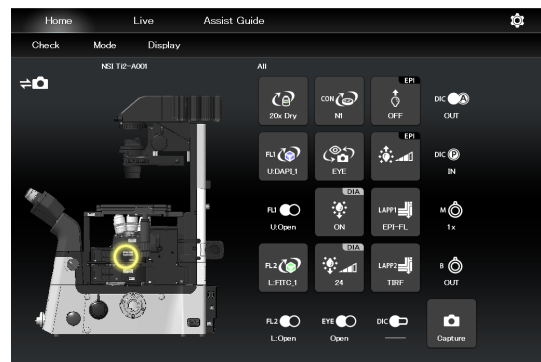 Home Live Assist Guide
Check Mode Display
NSI Ti2-A001
All
20x Dry
CON
N1
EPI
OFF
DIC A
OUT
FL1
U:DAPI_1
EYE
EPI
DIC P
IN
FL1
U:Open
DIA
ON
LAPP1
EPI-FL
M
1x
FL2
L:FITC_1
DIA
24
LAPP2
TIRF
B
OUT
FL2
L:Open
EYE
Open
DIC
Capture